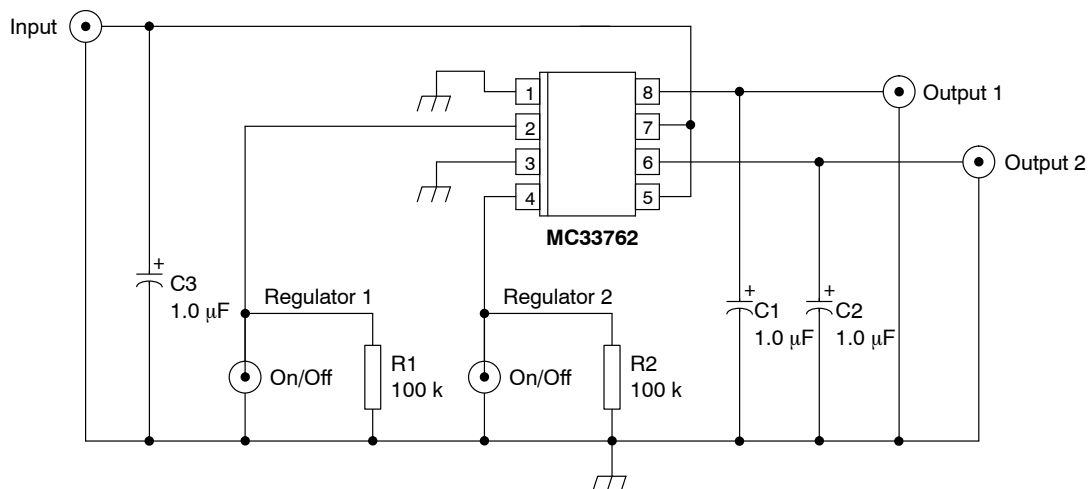 Input
1
8
Output 1
2
7
3
6
Output 2
4
5
MC33762
+
C3
1.0 μF
Regulator 1
Regulator 2
+
C1
1.0 μF
+
C2
1.0 μF
On/Off
R1
100 k
On/Off
R2
100 k